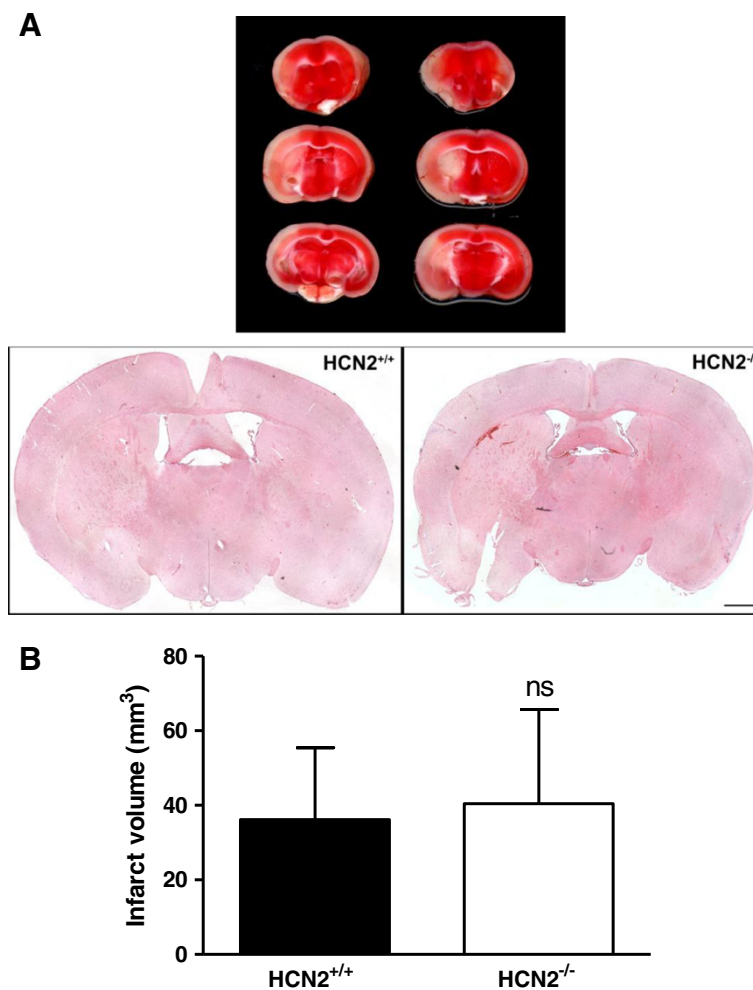 A
HCN2+/+
HCN2-/
B
80
60
40
20
0
Infarct volume (mm3)
ns
HCN2+/+
HCN2-/-